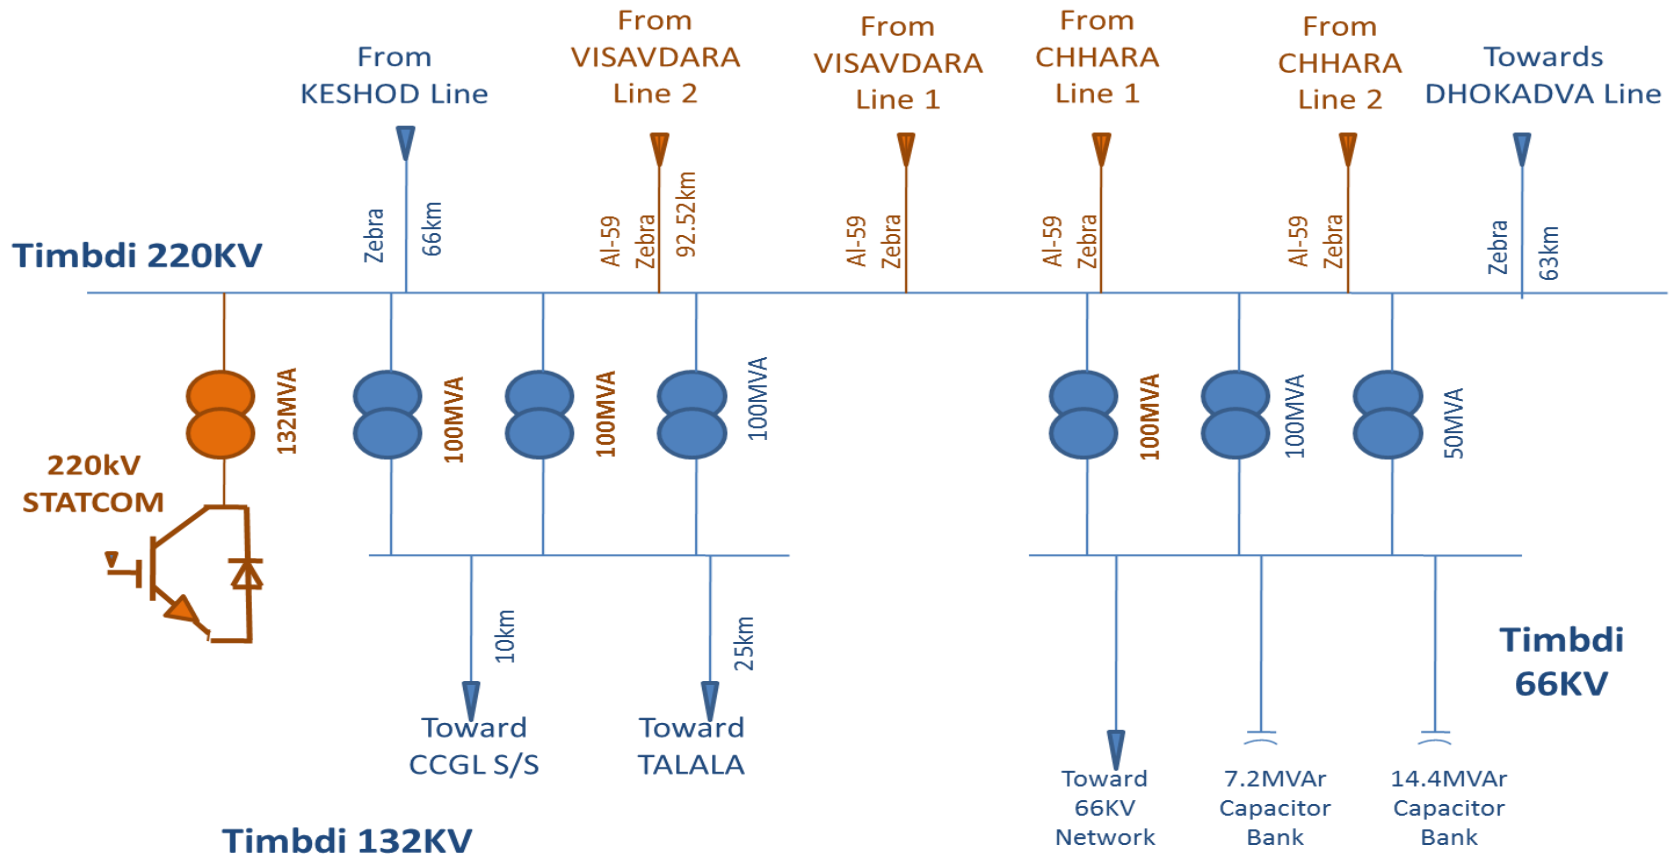 From
KESHOD Line
From
VISAVDARA
Line 2
From
VISAVDARA
Line 1
From
CHHARA
Line 1
From
CHHARA
Line 2
Towards
DHOKADVA Line
Zebra
66km
Al-59
Zebra
92.52km
Al-59
Zebra
Al-59
Zebra
Al-59
Zebra
Zebra
63km
Timbdi 220KV
132MVA
100MVA
100MVA
100MVA
100MVA
100MVA
50MVA
220kV
STATCOM
10km
25km
Toward
CCGL S/S
Toward
TALALA
Timbdi
66KV
Toward
66KV
Network
7.2MVAr
Capacitor
Bank
14.4MVAr
Capacitor
Bank
Timbdi 132KV